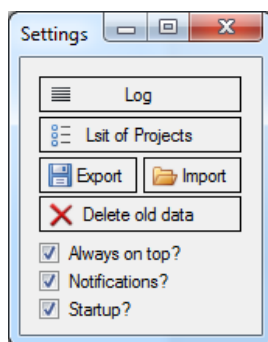 Settings
Log
Lsit of Projects
Export Import
Delete old data
Always on top?
Notifications?
Startup?